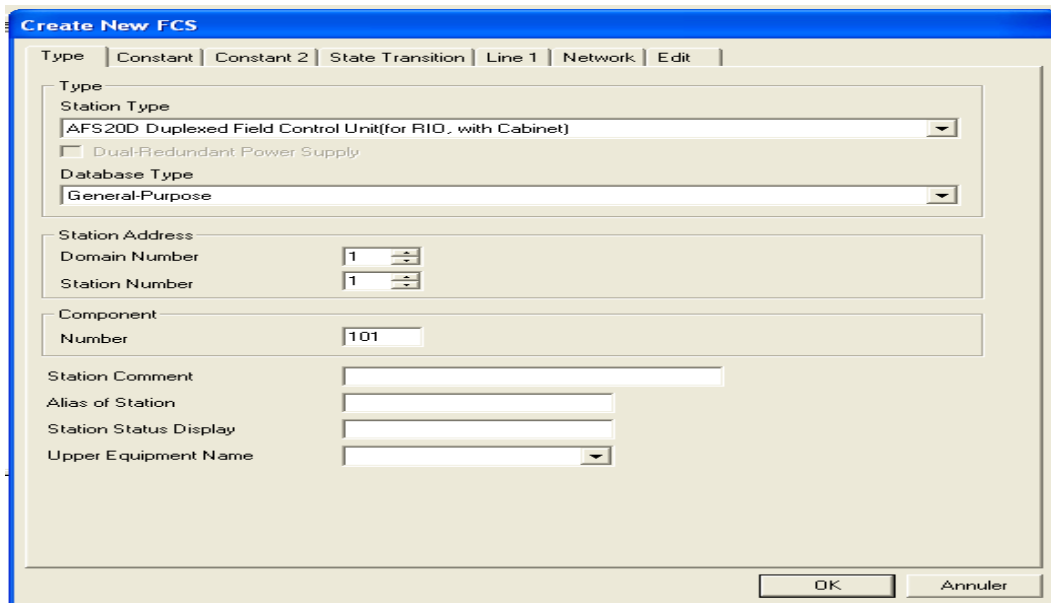 Create New FCS
Type Constant Constant 2 State Transition Line 1 Network Edit
Type
Station Type
AFS20D Duplexed Field Control Unit(for RIO, with Cabinet)
Dual-Redundant Power Supply
Database Type
General-Purpose
Station Address
Domain Number 1
Station Number 1
Component
Number 101
Station Comment
Alias of Station
Station Status Display
Upper Equipment Name
OK Annuler